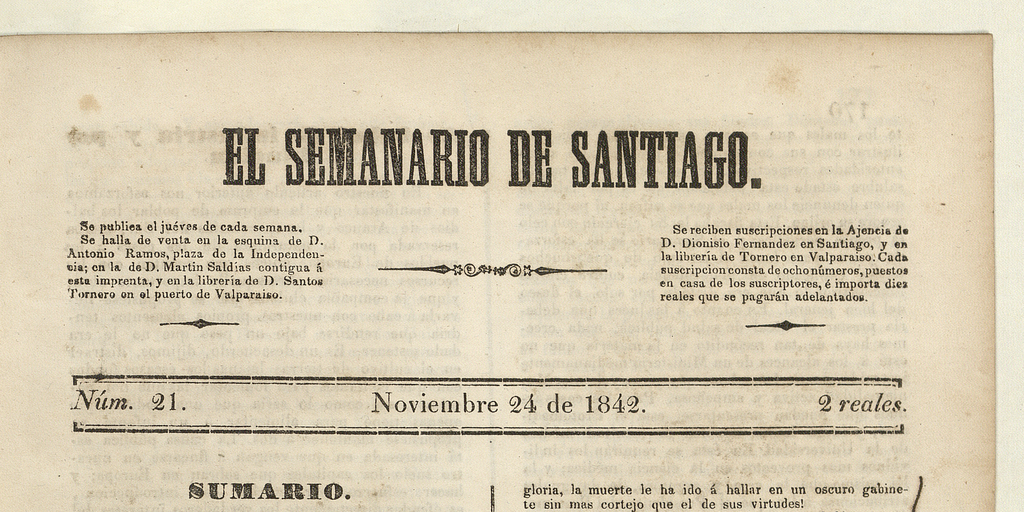 EL SEMANARIO DE SANTIAGO.
Se publica el juéves de cada semana.
Se halla de venta en la esquina de D.
Antonio Ramos, plaza de la Independen-
cia; en la de D. Martin Saldías contigua á
esta imprenta, y en la librería de D. Santos
Tornero en el puerto de Valparaiso.
Se reciben suscripciones en la Ajencia de
D. Dionisio Fernandez en Santiago, y en
la librería de Tornero en Valparaiso. Cada
suscripcion consta de ocho números, puestos
en casa de los suscriptores, é importa diez
reales que se pagarán adelantados.
Núm. 21.
Noviembre 24 de 1842.
2 reales.
SUMARIO.
gloria, la muerte le ha ido á hallar en un oscuro gabine-
te sin mas cortejo que el de sus virtudes!